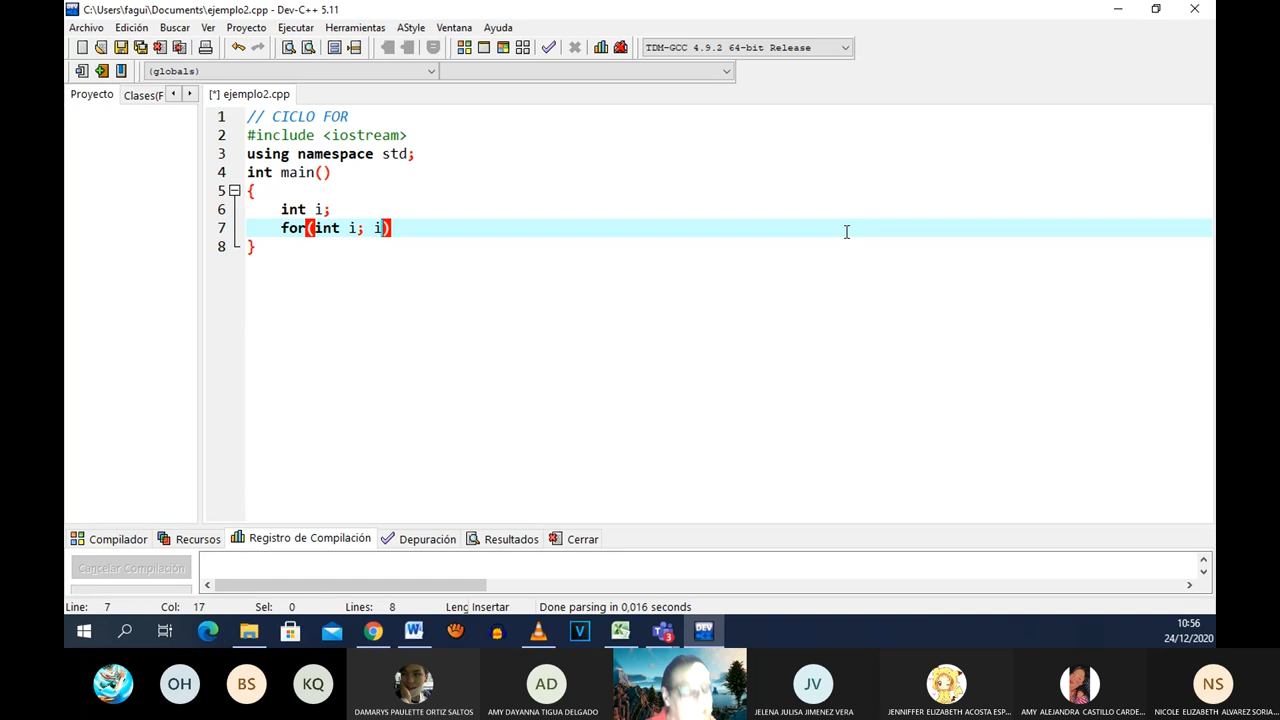 C:\Users\fagui\Documents\ejemplo2.cpp - Dev-C++ 5.11
Archivo Edición Buscar Ver Proyecto Ejecutar Herramientas AStyle Ventana Ayuda
TDM-GCC 4.9.2 64-bit Release
(globals)
Proyecto Clases(F [*] ejemplo2.cpp
1 // CICLO FOR
2 #include <iostream>
3 using namespace std;
4 int main()
5 {
6 int i;
7 for(int i; i)
8 }
Compilador Recursos Registro de Compilación Depuración Resultados Cerrar
Cancelar Compilación
Line: 7 Col: 17 Sel: 0 Lines: 8 Leng Insertar Done parsing in 0,016 seconds
10:56
24/12/2020
OH BS KQ AD JV NS
DAMARYS PAULETTE ORTIZ SALTOS AMY DAYANNA TIGUA DELGADO JELENA JULISA JIMENEZ VERA JENNIFFER ELIZABETH ACOSTA ESP... AMY ALEJANDRA CASTILLO CARDE... NICOLE ELIZABETH ALVAREZ SORIA...